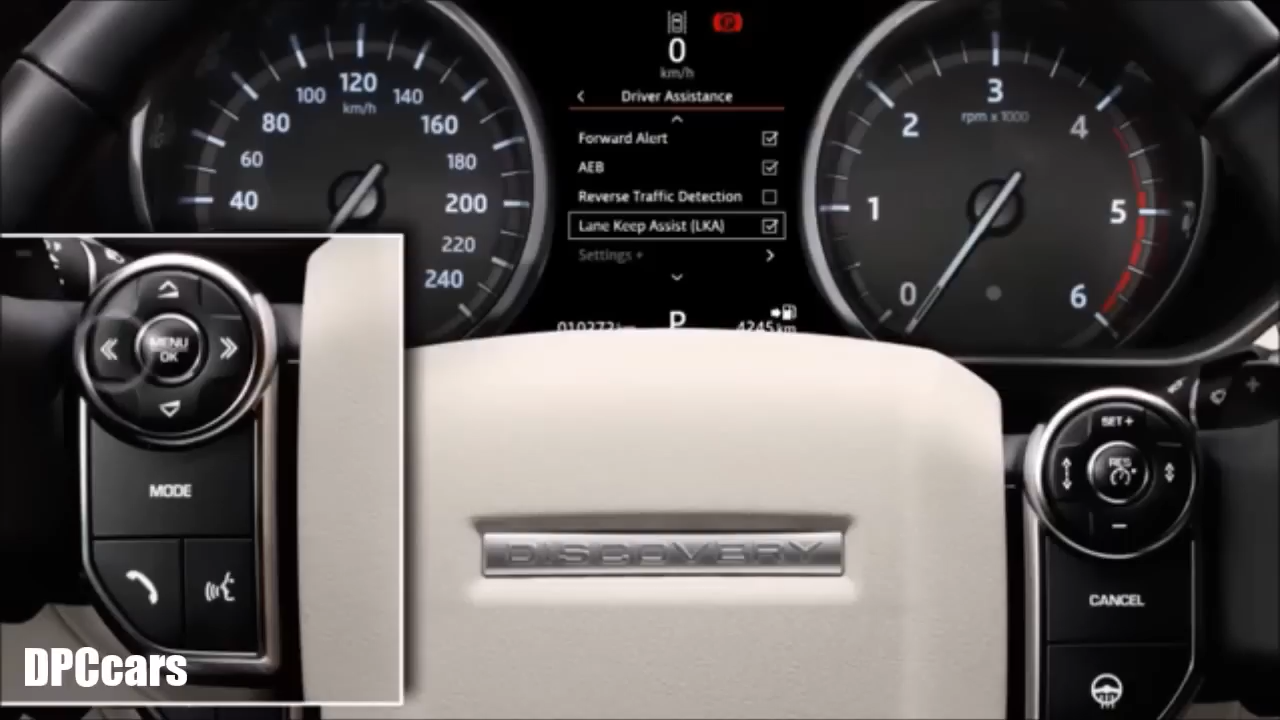 0
km/h
Driver Assistance
Forward Alert
AEB
Reverse Traffic Detection
Lane Keep Assist (LKA)
Settings +
P
010272 km
4245 km
40
60
80
100
120
140
160
180
200
220
240
km/h
0
1
2
3
4
5
6
rpm x 1000
MENU
OK
MODE
DISCOVERY
SET +
RES
CANCEL
DPCcars